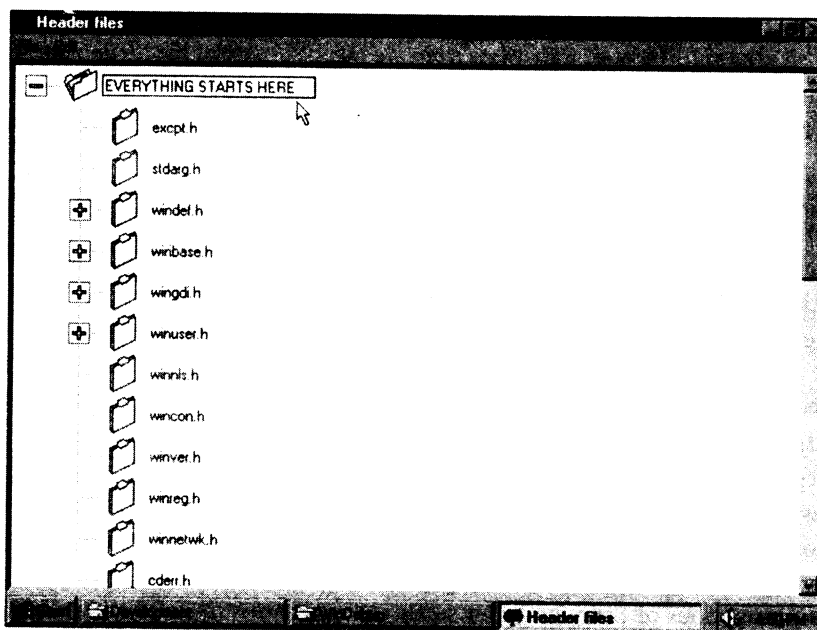 Header files
EVERYTHING STARTS HERE
excpt.h
stdarg.h
windef.h
winbase.h
wingdi.h
winuser.h
winnls.h
wincon.h
winver.h
winreg.h
winnetwk.h
cderr.h
Header files